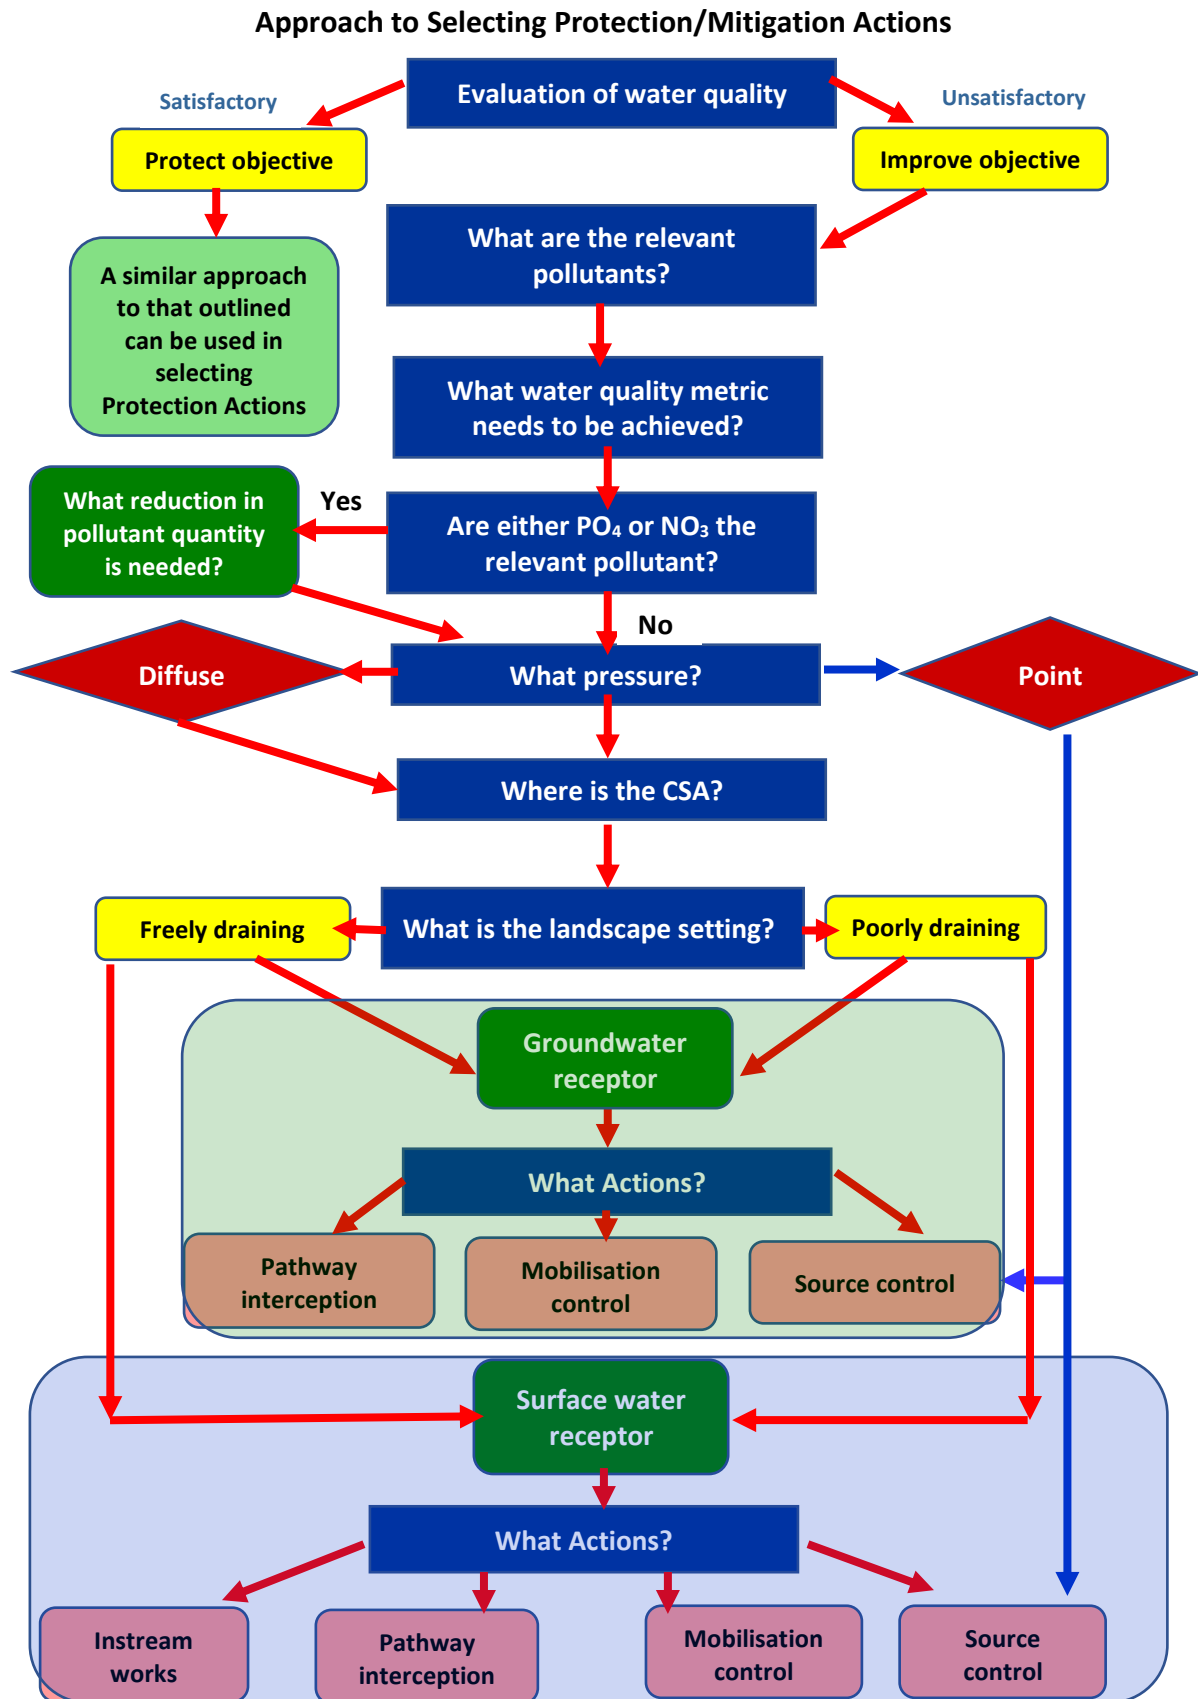 Approach to Selecting Protection/Mitigation Actions
Satisfactory
Evaluation of water quality
Unsatisfactory
Protect objective
Improve objective
What are the relevant
pollutants?
A similar approach
to that outlined
can be used in
selecting
Protection Actions
What water quality metric
needs to be achieved?
What reduction in
pollutant quantity
is needed?
Yes
Are either PO₄ or NO₃ the
relevant pollutant?
No
Diffuse
What pressure?
Point
Where is the CSA?
Freely draining
What is the landscape setting?
Poorly draining
Groundwater
receptor
What Actions?
Pathway
interception
Mobilisation
control
Source control
Surface water
receptor
What Actions?
Instream
works
Pathway
interception
Mobilisation
control
Source
control